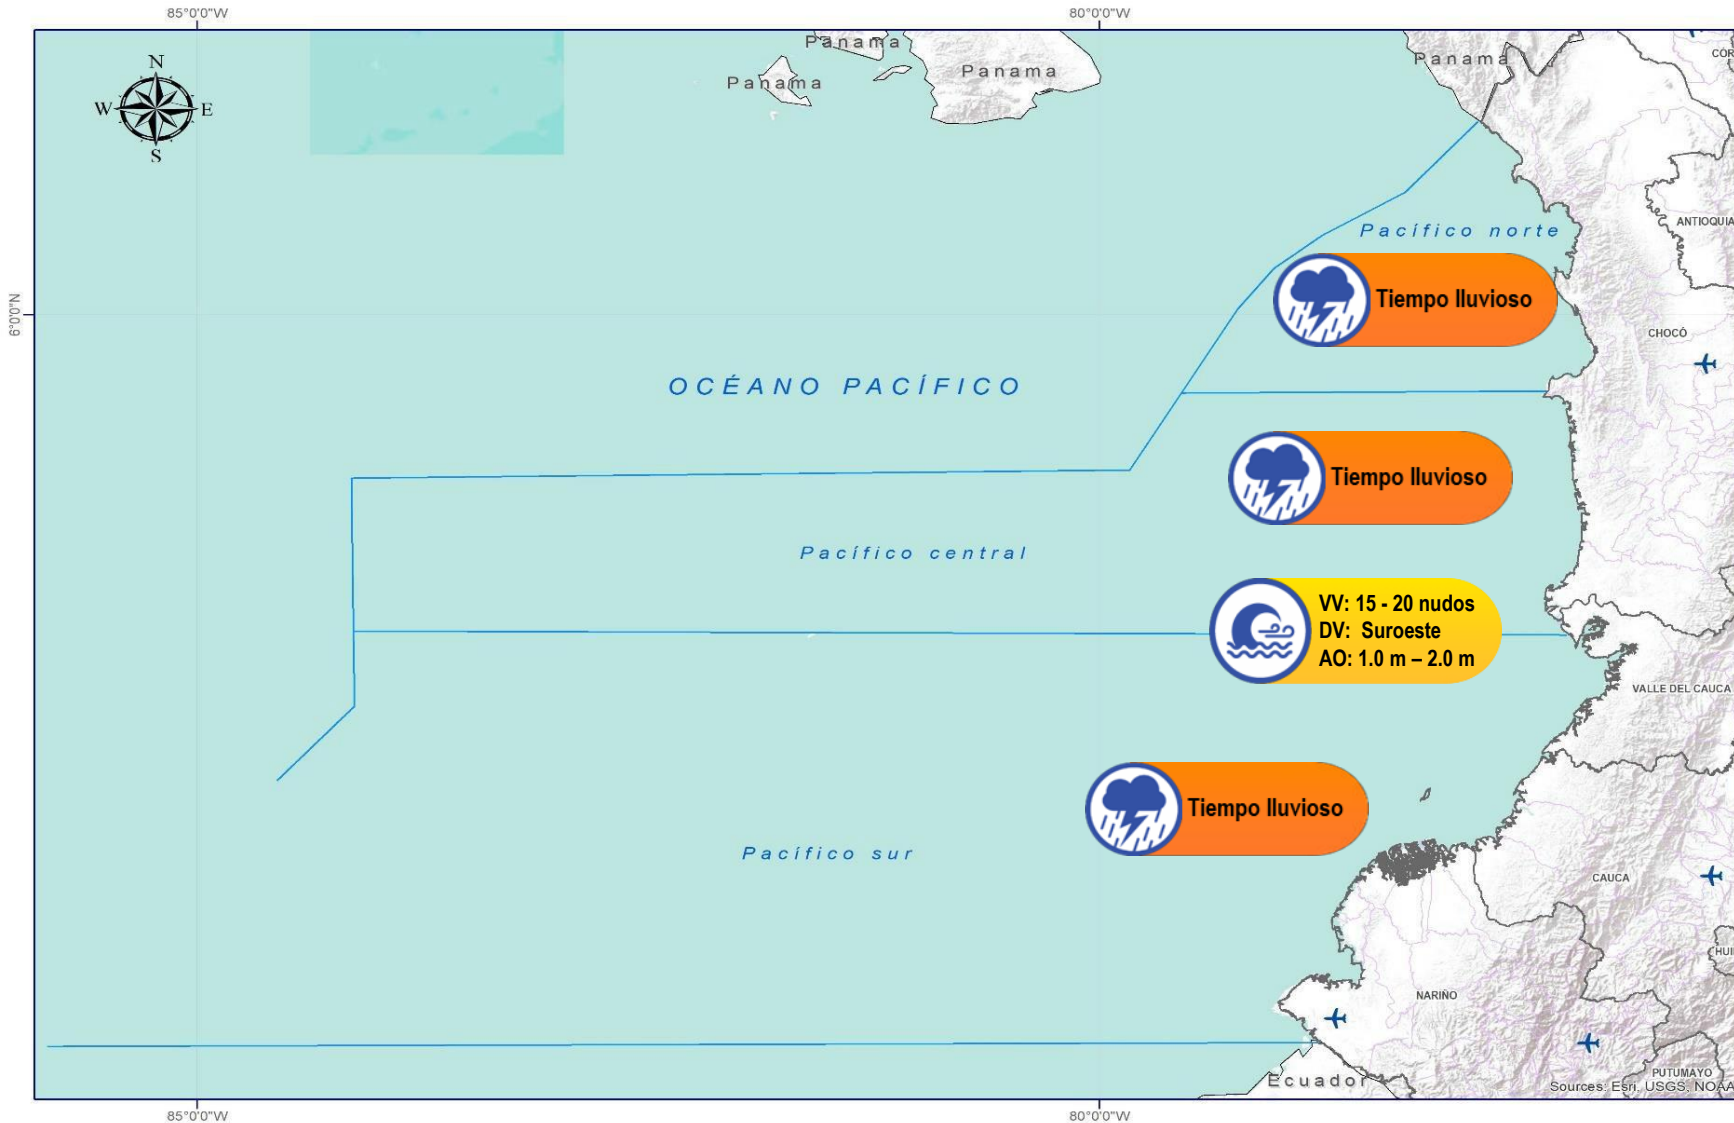 85°0'0"W
80°0'0"W
N
W
E
S
Panama
Panama
Panama
Panama
ANTIOQUIA
Pacífico norte
6°0'0"N
Tiempo lluvioso
CHOCÓ
OCÉANO PACÍFICO
Tiempo lluvioso
Pacífico central
VV: 15 - 20 nudos
DV: Suroeste
AO: 1.0 m – 2.0 m
VALLE DEL CAUCA
Tiempo lluvioso
Pacífico sur
CAUCA
NARIÑO
PUTUMAYO
Ecuador
Sources: Esri, USGS, NOAA
85°0'0"W
80°0'0"W